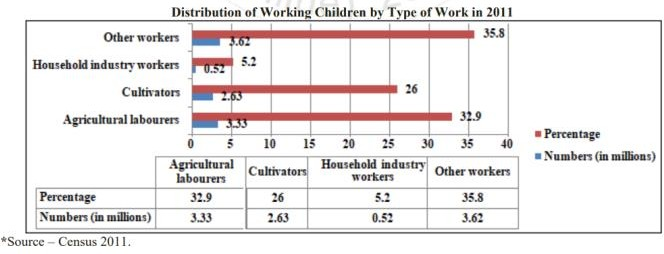 Distribution of Working Children by Type of Work in 2011
Other workers 35.8
3.62
Household industry workers 5.2
0.52
Cultivators 26
2.63
Agricultural labourers 32.9
3.33
0 5 10 15 20 25 30 35 40
Percentage
Numbers (in millions)
Agricultural labourers Cultivators Household industry workers Other workers
Percentage 32.9 26 5.2 35.8
Numbers (in millions) 3.33 2.63 0.52 3.62
*Source – Census 2011.